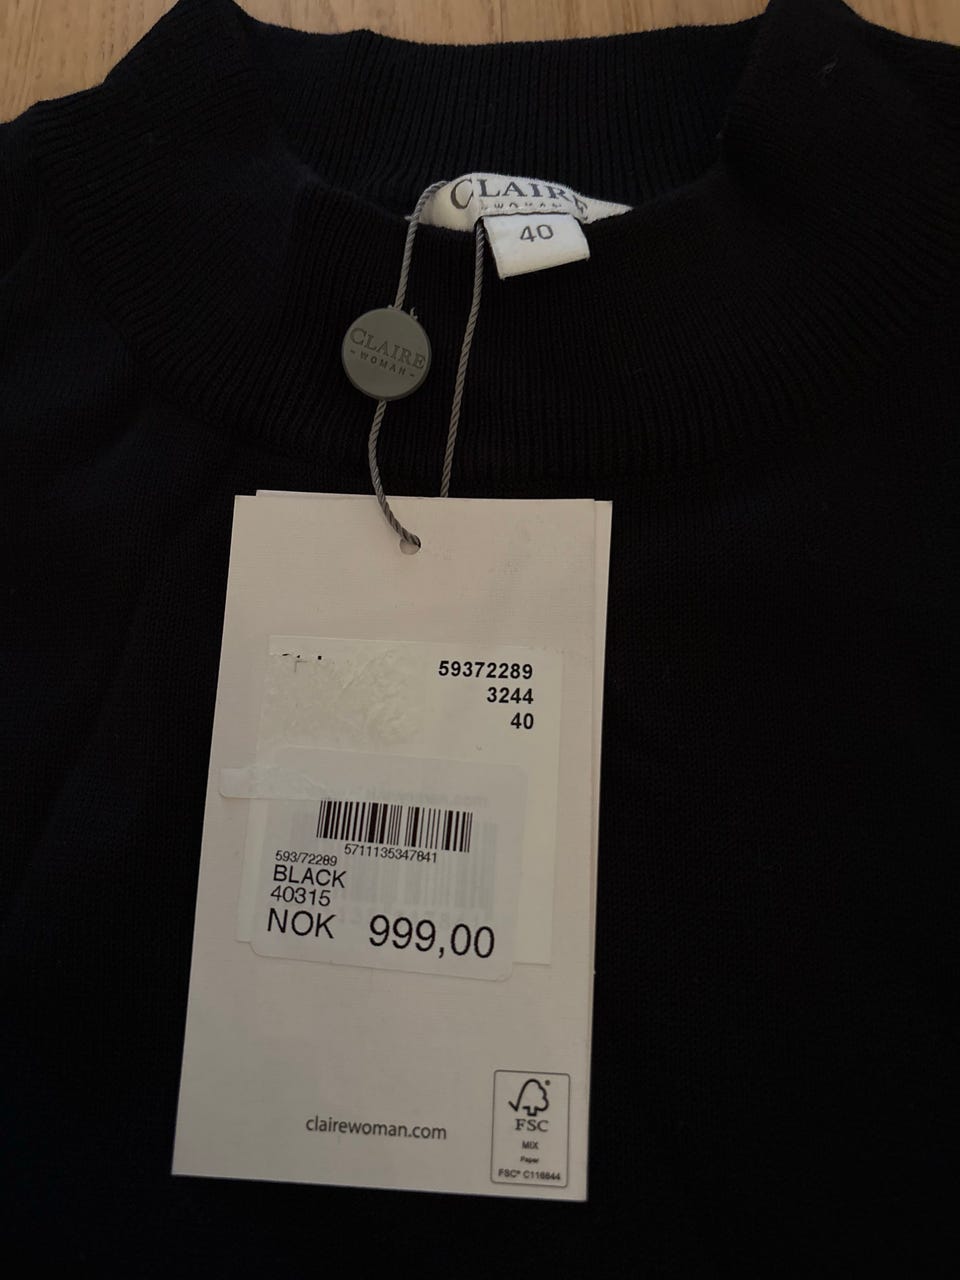 CLAIRE
WOMAN
40
CLAIRE
- WOMAN -
59372289
3244
40
5711135347841
593/72289
BLACK
40315
NOK 999,00
clairewoman.com
FSC
MIX
Paper
FSC® C116844